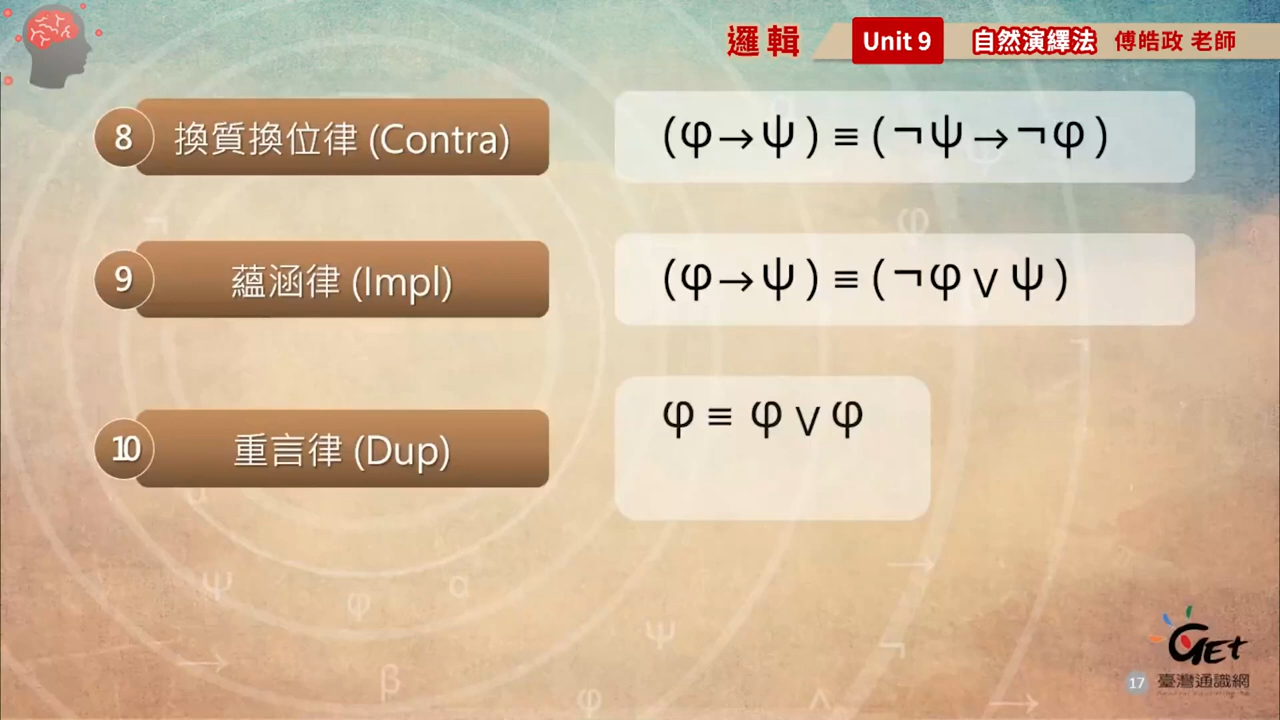 邏輯 Unit 9 自然演繹法 傅皓政 老師
8 換質換位律 (Contra) (φ→ψ)≡(¬ψ→¬φ)
9 蘊涵律 (Impl) (φ→ψ)≡(¬φ∨ψ)
10 重言律 (Dup) φ≡φ∨φ
GET
17 臺灣通識網